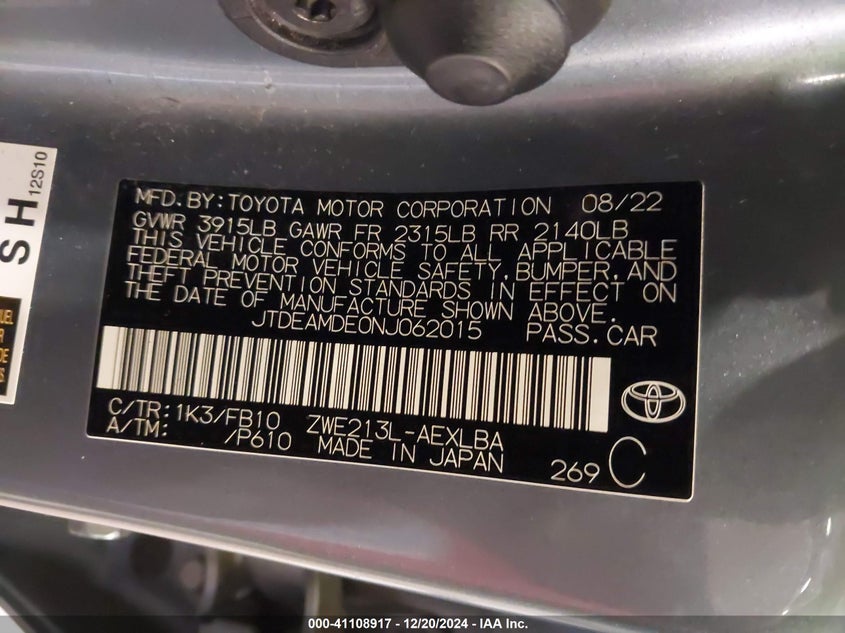 MFD. BY: TOYOTA MOTOR CORPORATION 08/22
GVWR 3915LB GAWR FR 2315LB RR 2140LB
THIS VEHICLE CONFORMS TO ALL APPLICABLE
FEDERAL MOTOR VEHICLE SAFETY, BUMPER, AND
THEFT PREVENTION STANDARDS IN EFFECT ON
THE DATE OF MANUFACTURE SHOWN ABOVE.
JTDEAMDE0NJ062015 PASS.CAR
C/TR: 1K3/FB10 ZWE213L-AEXLBA
A/TM: /P610 MADE IN JAPAN
269 C
SH
12S10
000-41108917 - 12/20/2024 - IAA Inc.